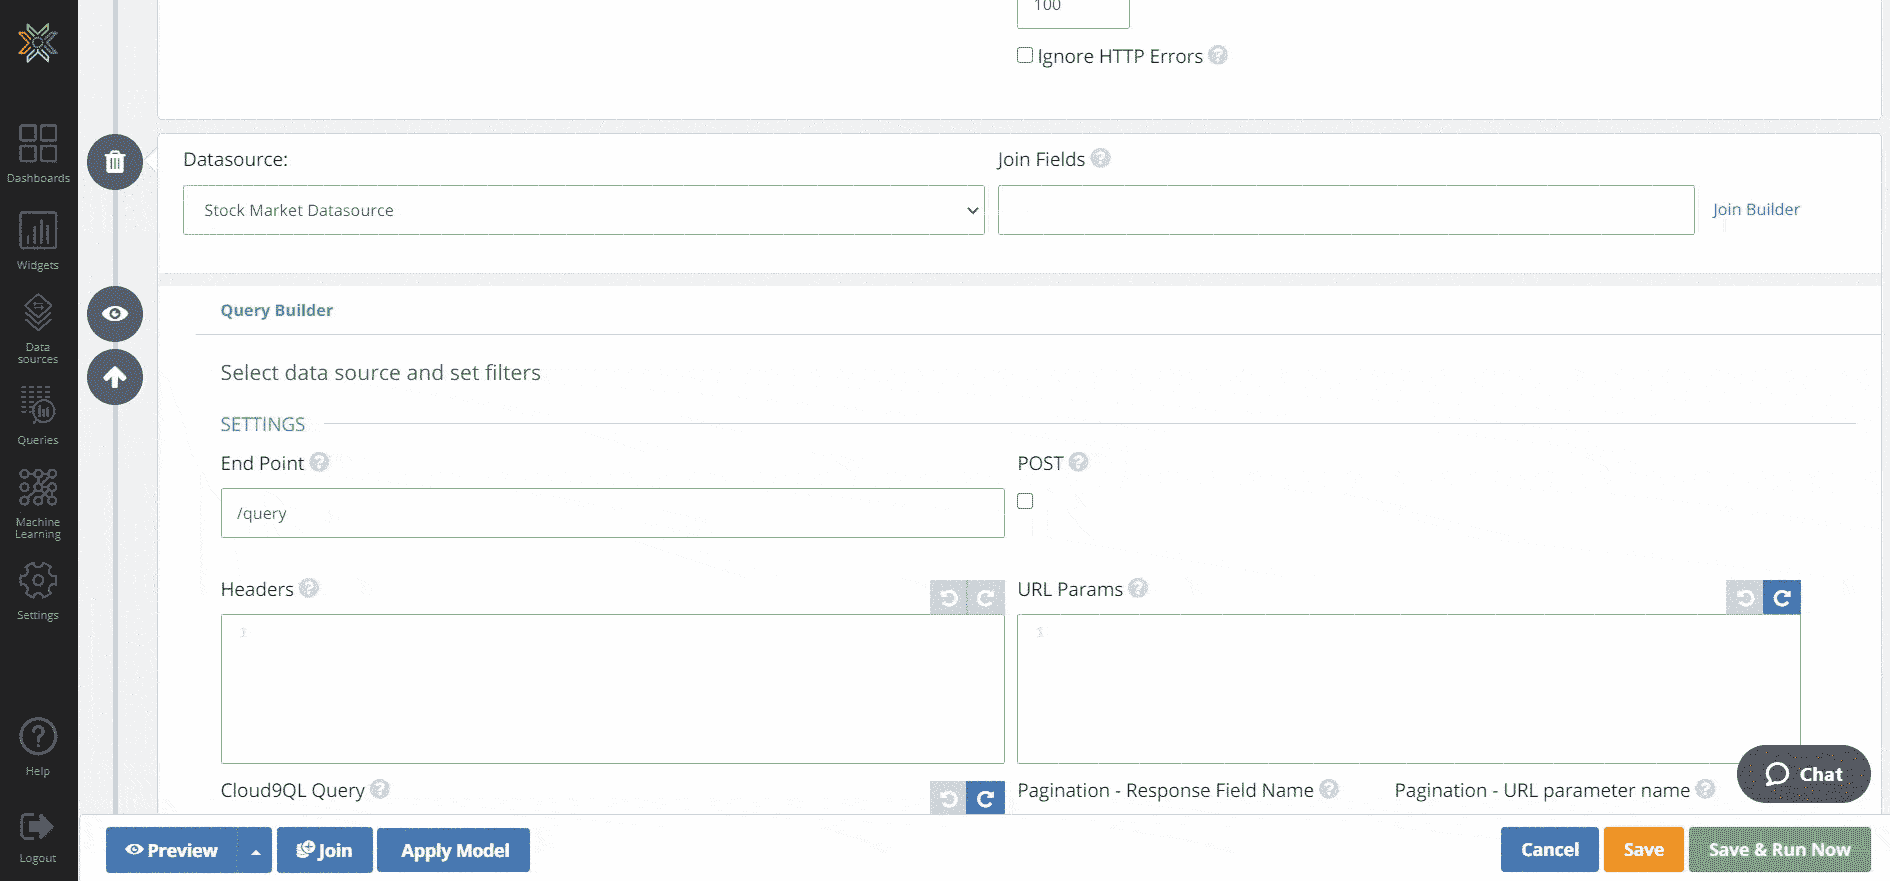 100
Ignore HTTP Errors ?
Dashboards
Widgets
Data
sources
Queries
Machine
Learning
Settings
? Help
Logout
Datasource:
Join Fields ?
Stock Market Datasource
Join Builder
Query Builder
Select data source and set filters
SETTINGS
End Point ?
POST ?
/query
Headers ?
URL Params ?
Cloud9QL Query ?
Pagination - Response Field Name ?
Pagination - URL parameter name ?
Chat
Preview
Join
Apply Model
Cancel
Save
Save & Run Now